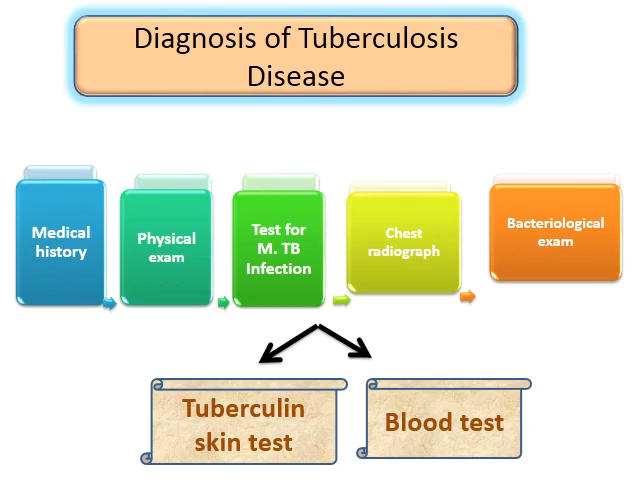 Diagnosis of Tuberculosis
Disease
Medical
history
Physical
exam
Test for
M. TB
Infection
Chest
radiograph
Bacteriological
exam
Tuberculin
skin test
Blood test